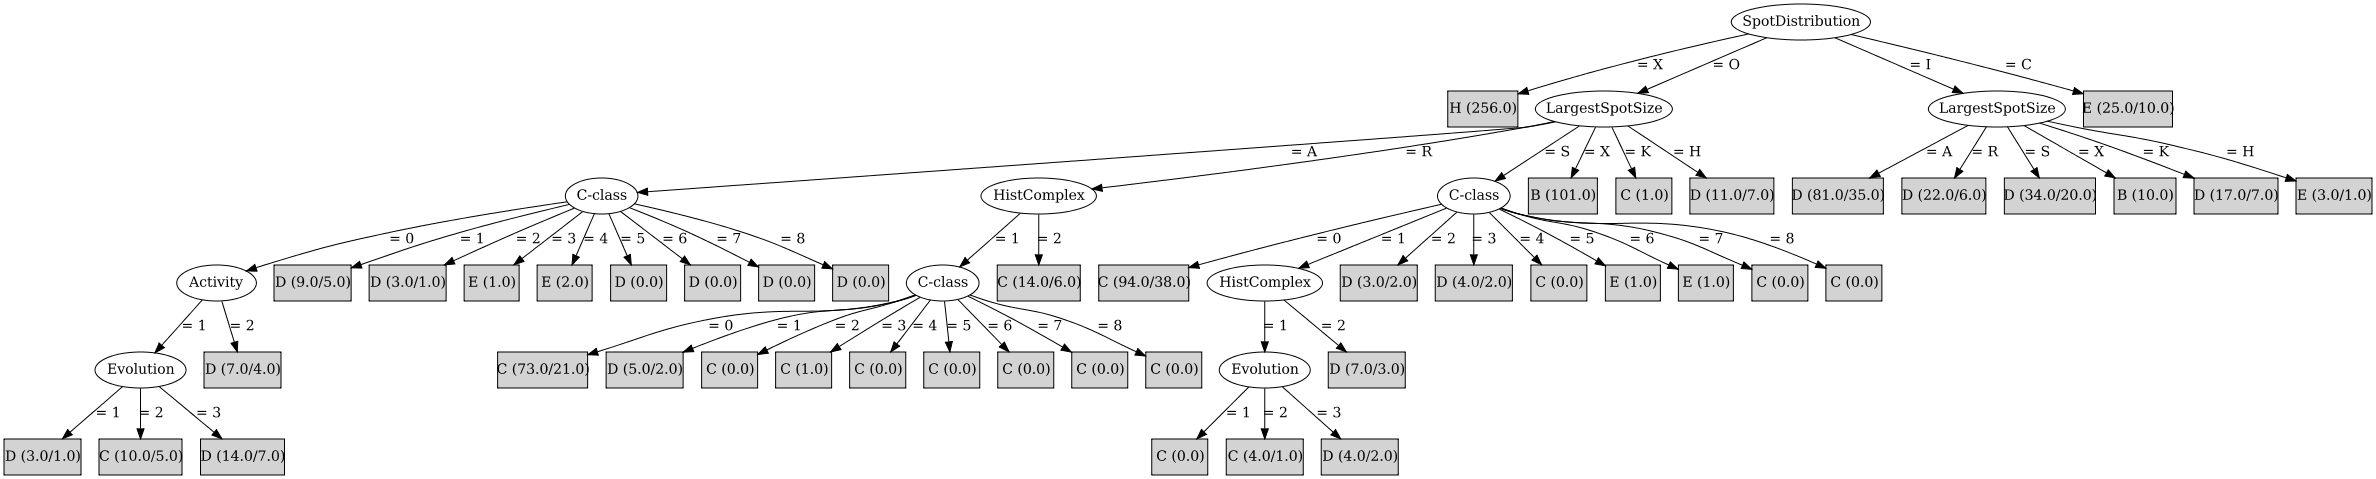 SpotDistribution
= X = O = I = C
H (256.0) LargestSpotSize LargestSpotSize E (25.0/10.0)
= A = R = S = X = K = H = A = R = S = X = K = H
C-class HistComplex C-class B (101.0) C (1.0) D (11.0/7.0) D (81.0/35.0) D (22.0/6.0) D (34.0/20.0) B (10.0) D (17.0/7.0) E (3.0/1.0)
= 0 = 1 = 2 = 3 = 4 = 5 = 6 = 7 = 8 = 1 = 2 = 0 = 1 = 2 = 3 = 4 = 5 = 6 = 7 = 8
Activity D (9.0/5.0) D (3.0/1.0) E (1.0) E (2.0) D (0.0) D (0.0) D (0.0) D (0.0) C-class C (14.0/6.0) C (94.0/38.0) HistComplex D (3.0/2.0) D (4.0/2.0) C (0.0) E (1.0) E (1.0) C (0.0) C (0.0)
= 1 = 2 = 0 = 1 = 2 = 3 = 4 = 5 = 6 = 7 = 8 = 1 = 2
Evolution D (7.0/4.0) C (73.0/21.0) D (5.0/2.0) C (0.0) C (1.0) C (0.0) C (0.0) C (0.0) C (0.0) C (0.0) Evolution D (7.0/3.0)
= 1 = 2 = 3 = 1 = 2 = 3
D (3.0/1.0) C (10.0/5.0) D (14.0/7.0) C (0.0) C (4.0/1.0) D (4.0/2.0)